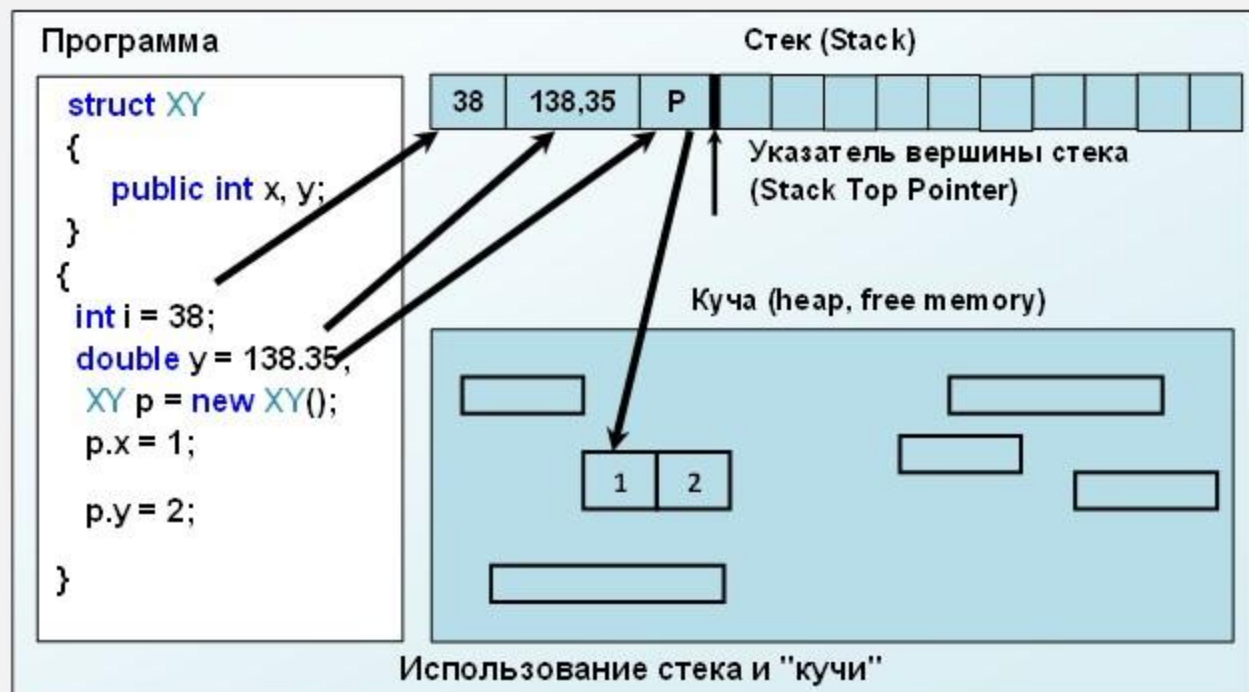 Программа
struct XY
{
public int x, y;
}
{
int i = 38;
double y = 138.35;
XY p = new XY();
p.x = 1;
p.y = 2;
}
Стек (Stack)
38 138,35 P
Указатель вершины стека
(Stack Top Pointer)
Куча (heap, free memory)
1 2
Использование стека и "кучи"